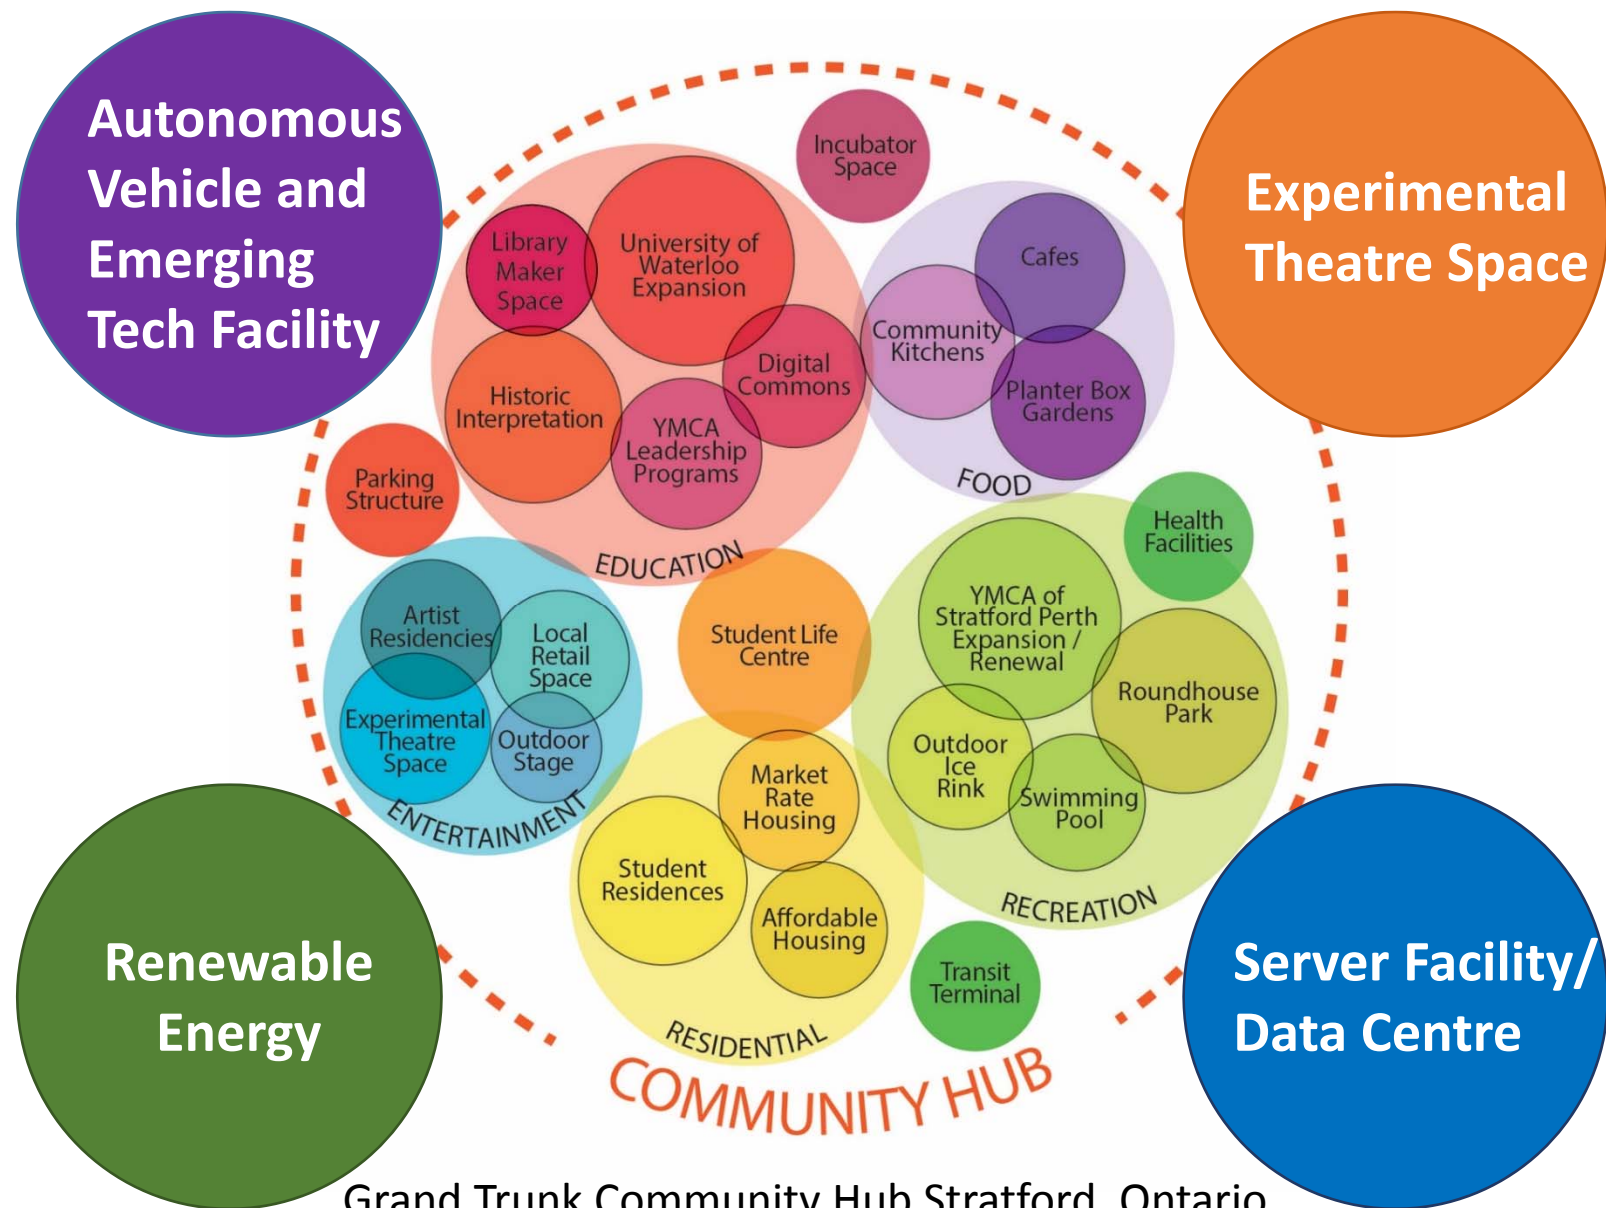 Autonomous
Vehicle and
Emerging
Tech Facility
Experimental
Theatre Space
Incubator
Space
Library
Maker
Space
University of
Waterloo
Expansion
Digital
Commons
Historic
Interpretation
YMCA
Leadership
Programs
EDUCATION
Cafes
Community
Kitchens
Planter Box
Gardens
FOOD
Parking
Structure
Health
Facilities
Artist
Residencies
Local
Retail
Space
Experimental
Theatre
Space
Outdoor
Stage
ENTERTAINMENT
Student Life
Centre
YMCA of
Stratford Perth
Expansion /
Renewal
Roundhouse
Park
Outdoor
Ice
Rink
Swimming
Pool
RECREATION
Market
Rate
Housing
Student
Residences
Affordable
Housing
RESIDENTIAL
Transit
Terminal
Renewable
Energy
Server Facility/
Data Centre
COMMUNITY HUB
Grand Trunk Community Hub Stratford, Ontario